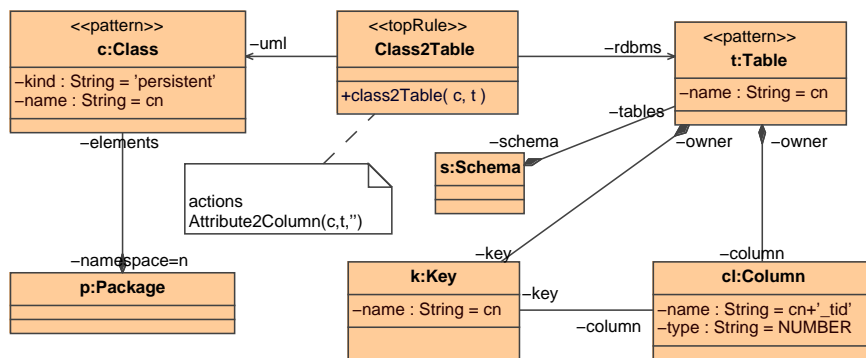 <<pattern>>
c:Class
–kind : String = 'persistent'
–name : String = cn
–uml
<<topRule>>
Class2Table
+class2Table( c, t )
–rdbms
<<pattern>>
t:Table
–name : String = cn
–elements
–tables
–schema
–owner
–owner
s:Schema
actions
Attribute2Column(c,t,'')
–namespace=n
p:Package
–key
–column
k:Key
–name : String = cn
–key
–column
cl:Column
–name : String = cn+'_tid'
–type : String = NUMBER